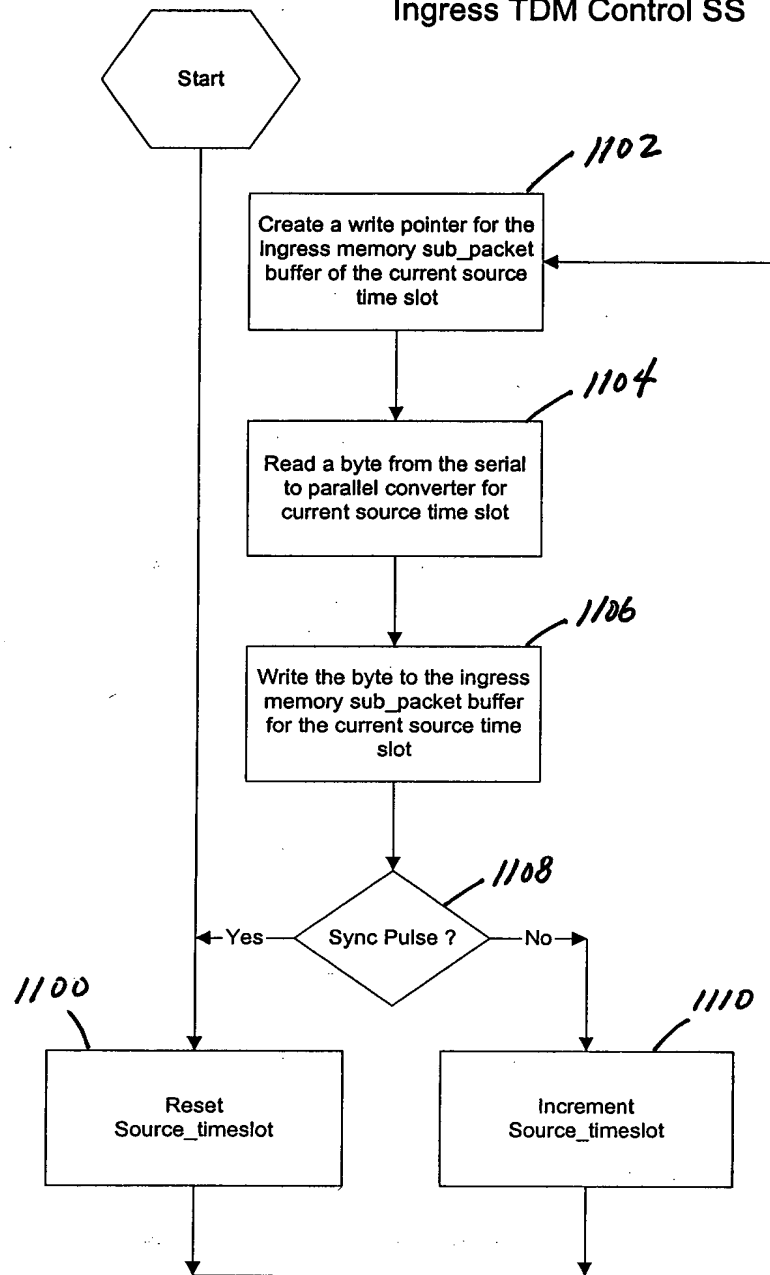 Ingress TDM Control SS
Start
1102
Create a write pointer for the
ingress memory sub_packet
buffer of the current source
time slot
1104
Read a byte from the serial
to parallel converter for
current source time slot
1106
Write the byte to the ingress
memory sub_packet buffer
for the current source time
slot
1108
Yes
Sync Pulse ?
No
1100
1110
Reset
Source_timeslot
Increment
Source_timeslot